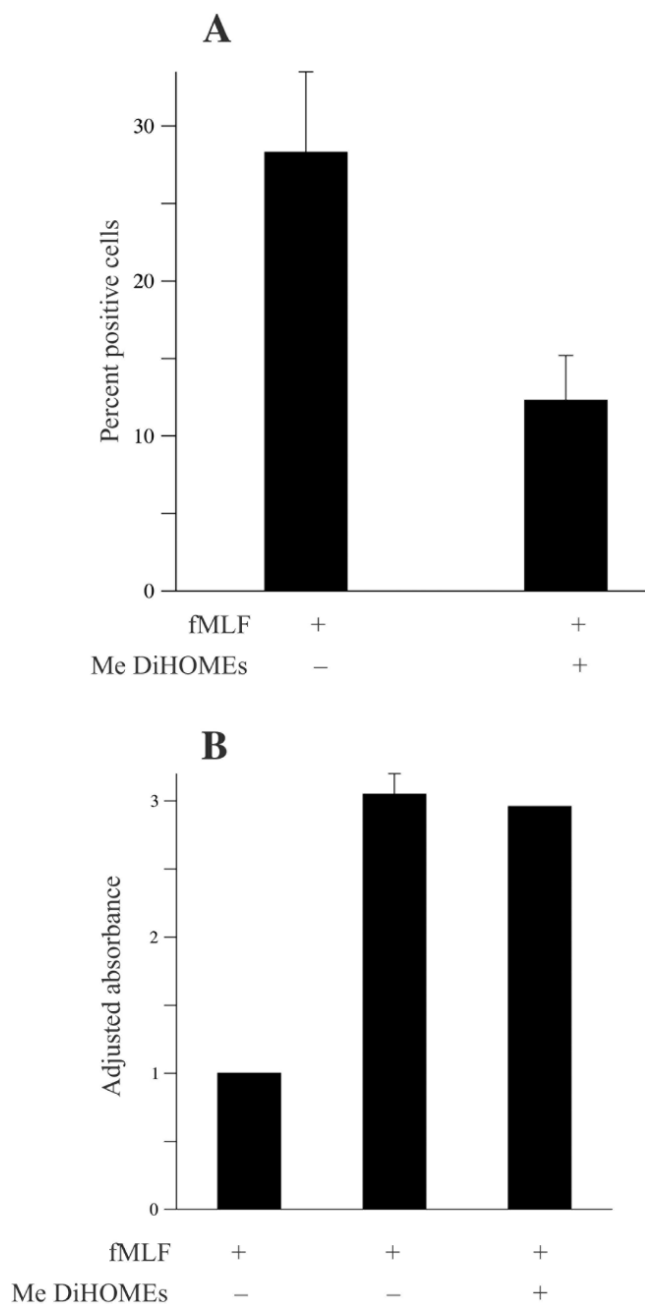 A
Percent positive cells
30
20
10
0
fMLF + +
Me DiHOMEs – +
B
Adjusted absorbance
3
2
1
0
fMLF + + +
Me DiHOMEs – – +